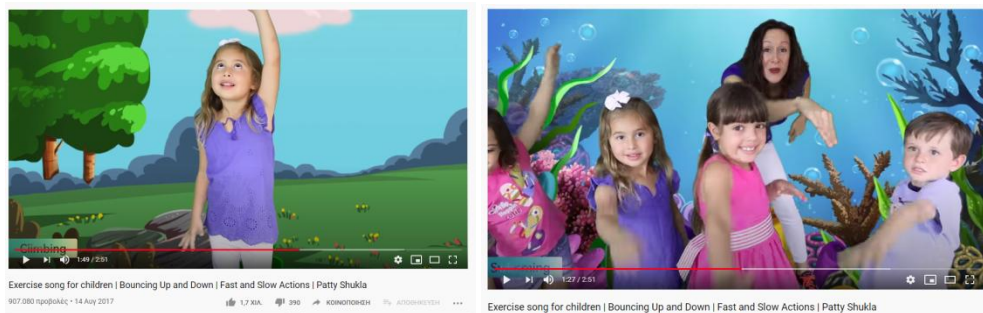 Climbing
1:49 / 2:51
Exercise song for children | Bouncing Up and Down | Fast and Slow Actions | Patty Shukla
907.080 προβολές • 14 Αυγ 2017
1,7 ΧΙΛ. 390 ΚΟΙΝΟΠΟΙΗΣΗ ΑΠΟΘΗΚΕΥΣΗ ...
1:27 / 2:51
Exercise song for children | Bouncing Up and Down | Fast and Slow Actions | Patty Shukla